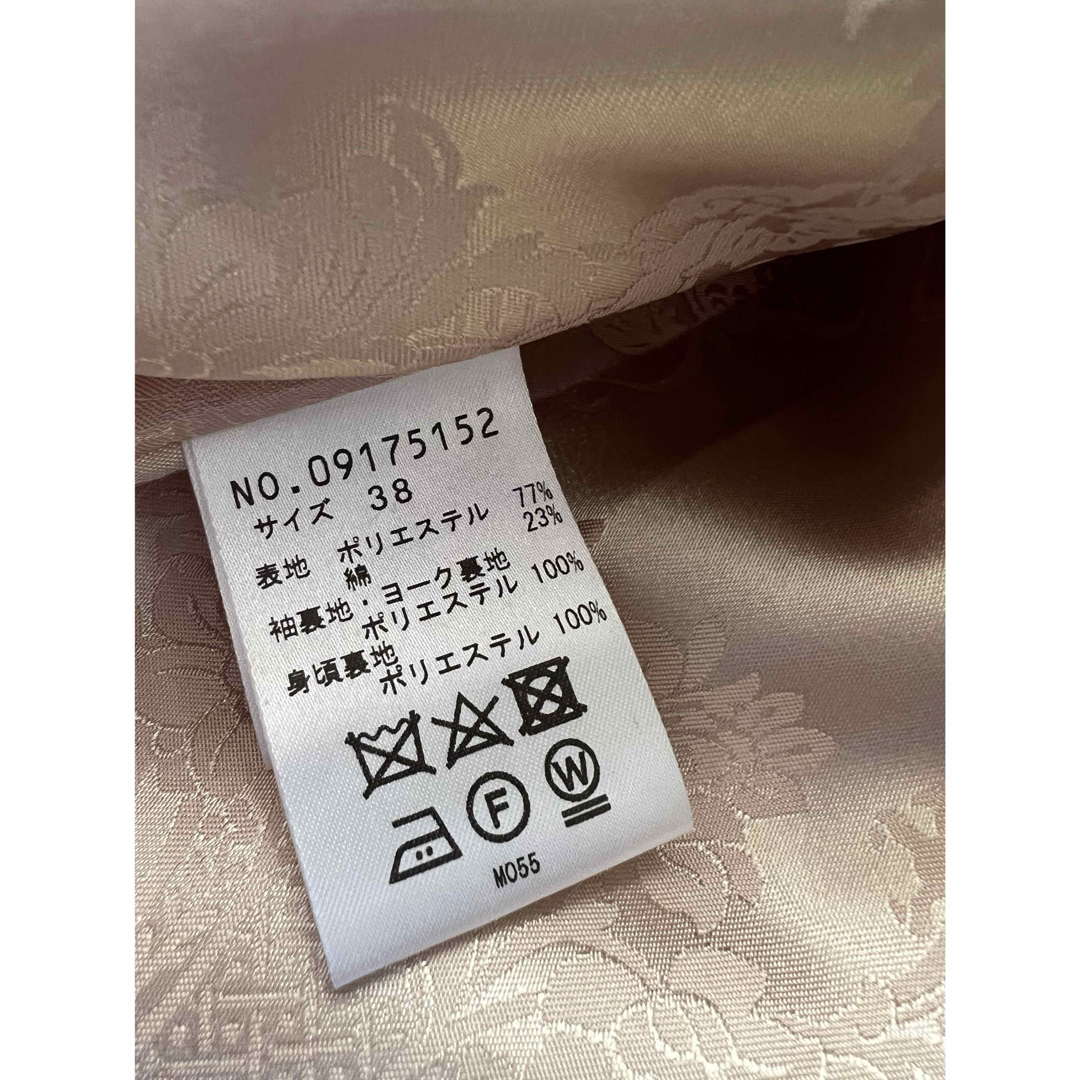 NO.09175152
サイズ 38
表地 ポリエステル 77%
綿 23%
袖裏地・ヨーク裏地
ポリエステル 100%
身頃裏地
ポリエステル 100%
F W
M055